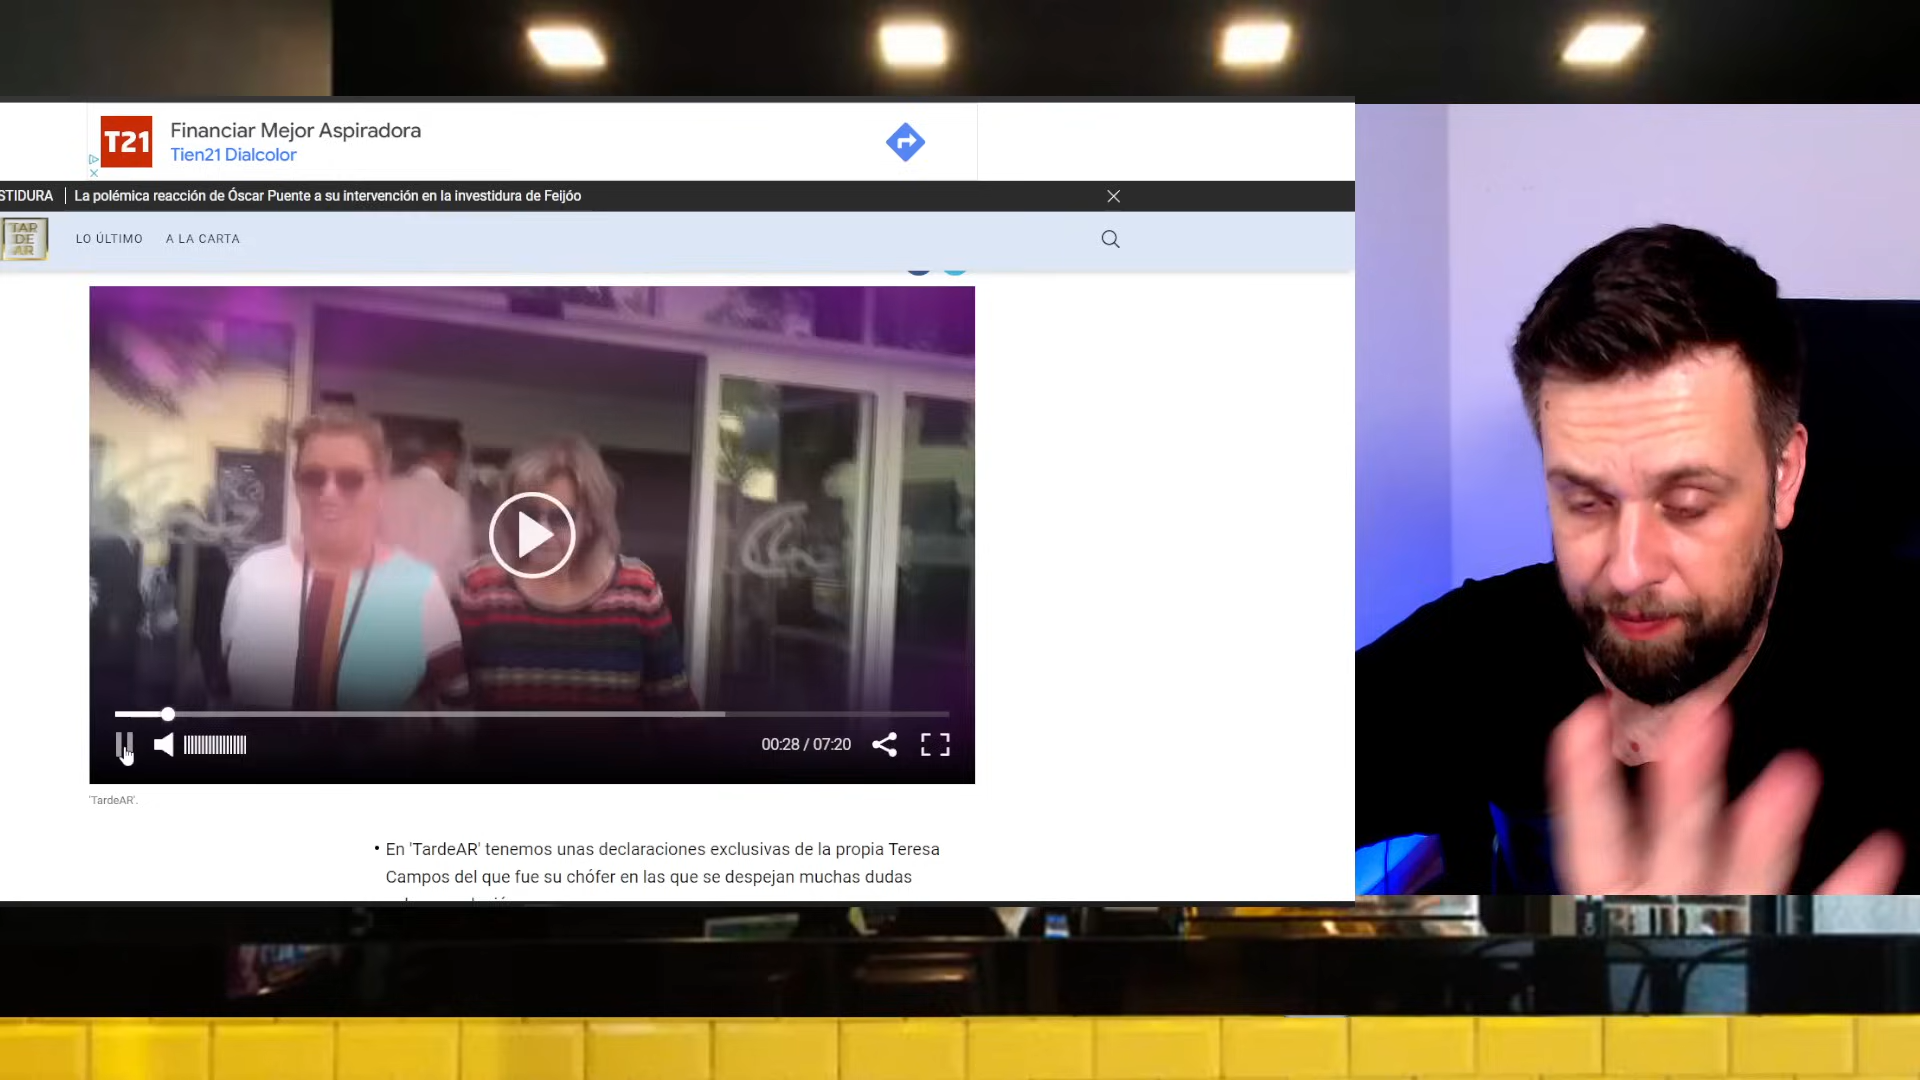 T21
Financiar Mejor Aspiradora
Tien21 Dialcolor
STIDURA
La polémica reacción de Óscar Puente a su intervención en la investidura de Feijóo
TAR
DE
AR
LO ÚLTIMO
A LA CARTA
00:28 / 07:20
'TardeAR'.
• En 'TardeAR' tenemos unas declaraciones exclusivas de la propia Teresa
Campos del que fue su chófer en las que se despejan muchas dudas